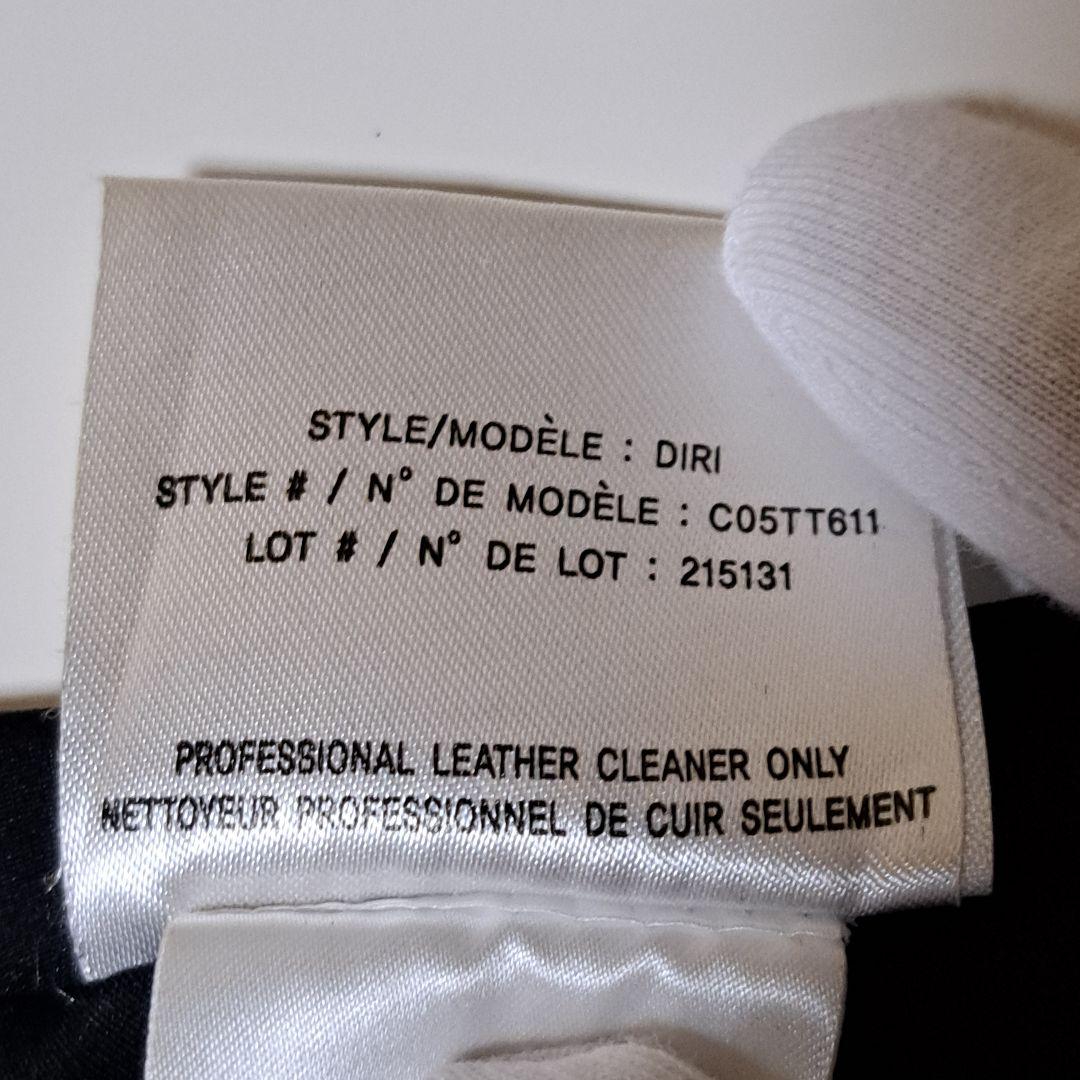 STYLE/MODÈLE : DIRI
STYLE # / N° DE MODÈLE : C05TT611
LOT # / N° DE LOT : 215131
PROFESSIONAL LEATHER CLEANER ONLY
NETTOYEUR PROFESSIONNEL DE CUIR SEULEMENT